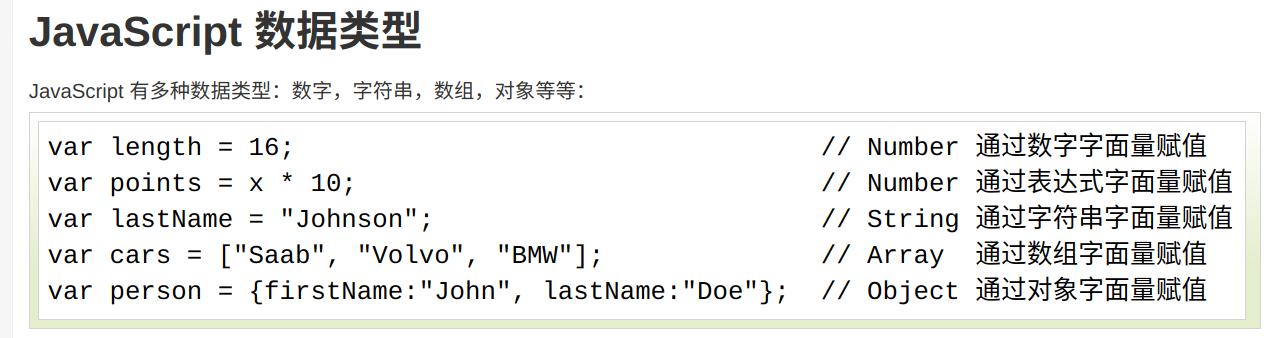 JavaScript 数据类型
JavaScript 有多种数据类型：数字，字符串，数组，对象等等：
var length = 16;                                  // Number 通过数字字面量赋值
var points = x * 10;                              // Number 通过表达式字面量赋值
var lastName = "Johnson";                         // String 通过字符串字面量赋值
var cars = ["Saab", "Volvo", "BMW"];              // Array  通过数组字面量赋值
var person = {firstName:"John", lastName:"Doe"};  // Object 通过对象字面量赋值